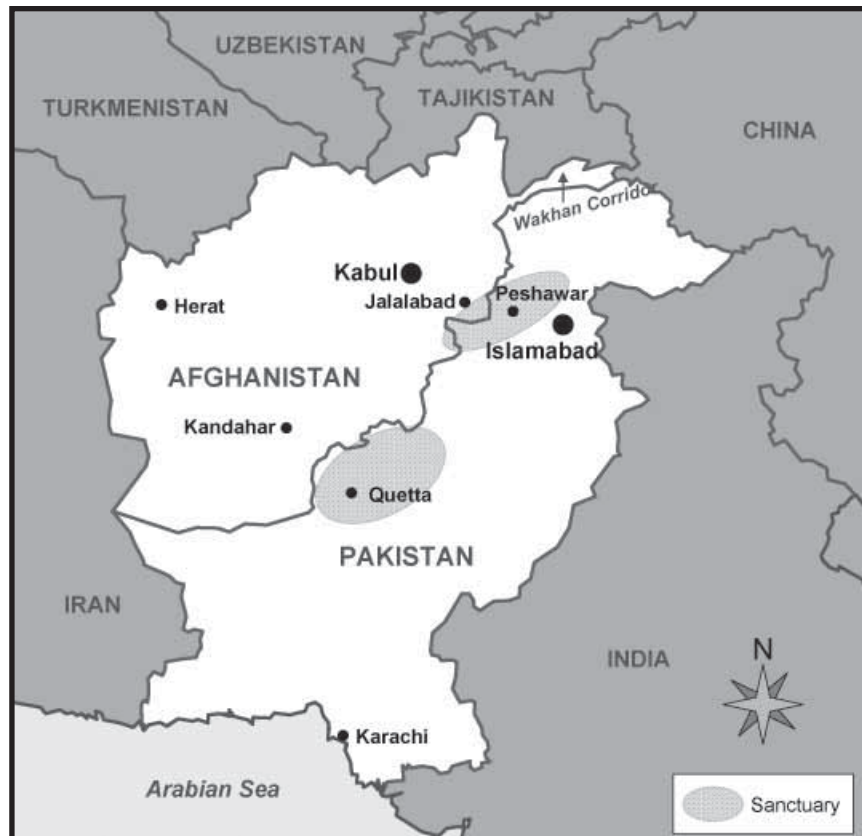 UZBEKISTAN
TURKMENISTAN
TAJIKISTAN
CHINA
Wakhan Corridor
Kabul
Jalalabad
Peshawar
Herat
Islamabad
AFGHANISTAN
Kandahar
Quetta
PAKISTAN
IRAN
INDIA
N
Karachi
Arabian Sea
Sanctuary